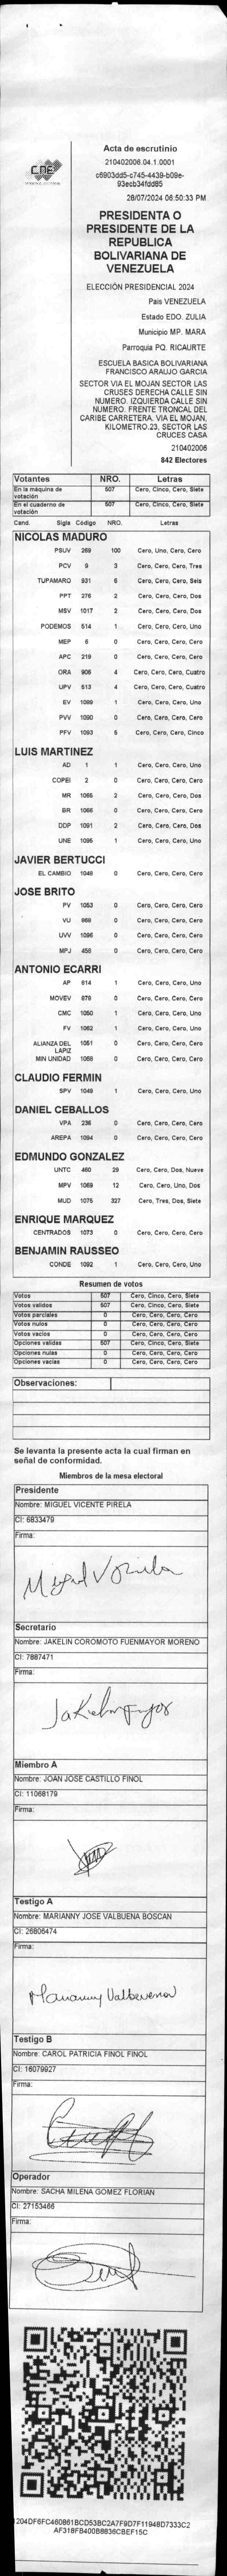 CNE
Acta de escrutinio
210402006.04.1.0001
c6903dd5-c745-4439-b09e-
93ecb34fdd85
28/07/2024 06:50:33 PM
PRESIDENTA O
PRESIDENTE DE LA
REPUBLICA
BOLIVARIANA DE
VENEZUELA
ELECCIÓN PRESIDENCIAL 2024
Pais VENEZUELA
Estado EDO. ZULIA
Municipio MP. MARA
Parroquia PQ. RICAURTE
ESCUELA BASICA BOLIVARIANA
FRANCISCO ARAUJO GARCIA
SECTOR VIA EL MOJAN SECTOR LAS
CRUSES DERECHA CALLE SIN
NUMERO. IZQUIERDA CALLE SIN
NUMERO. FRENTE TRONCAL DEL
CARIBE CARRETERA. VIA EL MOJAN,
KILOMETRO.23, SECTOR LAS
CRUCES CASA
210402006
842 Electores
Votantes NRO. Letras
En la máquina de votación 507 Cero, Cinco, Cero, Siete
En el cuaderno de votación 507 Cero, Cinco, Cero, Siete
Cand. Sigla Código NRO. Letras
NICOLAS MADURO
PSUV 269 100 Cero, Uno, Cero, Cero
PCV 9 3 Cero, Cero, Cero, Tres
TUPAMARO 931 6 Cero, Cero, Cero, Seis
PPT 276 2 Cero, Cero, Cero, Dos
MSV 1017 2 Cero, Cero, Cero, Dos
PODEMOS 514 1 Cero, Cero, Cero, Uno
MEP 6 0 Cero, Cero, Cero, Cero
APC 219 0 Cero, Cero, Cero, Cero
ORA 906 4 Cero, Cero, Cero, Cuatro
UPV 513 4 Cero, Cero, Cero, Cuatro
EV 1089 1 Cero, Cero, Cero, Uno
PVV 1090 0 Cero, Cero, Cero, Cero
PFV 1093 5 Cero, Cero, Cero, Cinco
LUIS MARTINEZ
AD 1 1 Cero, Cero, Cero, Uno
COPEI 2 0 Cero, Cero, Cero, Cero
MR 1065 2 Cero, Cero, Cero, Dos
BR 1066 0 Cero, Cero, Cero, Cero
DDP 1091 2 Cero, Cero, Cero, Dos
UNE 1095 1 Cero, Cero, Cero, Uno
JAVIER BERTUCCI
EL CAMBIO 1048 0 Cero, Cero, Cero, Cero
JOSE BRITO
PV 1053 0 Cero, Cero, Cero, Cero
VU 868 0 Cero, Cero, Cero, Cero
UVV 1096 0 Cero, Cero, Cero, Cero
MPJ 456 0 Cero, Cero, Cero, Cero
ANTONIO ECARRI
AP 814 1 Cero, Cero, Cero, Uno
MOVEV 878 0 Cero, Cero, Cero, Cero
CMC 1050 1 Cero, Cero, Cero, Uno
FV 1062 1 Cero, Cero, Cero, Uno
ALIANZA DEL LAPIZ 1051 0 Cero, Cero, Cero, Cero
MIN UNIDAD 1068 0 Cero, Cero, Cero, Cero
CLAUDIO FERMIN
SPV 1049 1 Cero, Cero, Cero, Uno
DANIEL CEBALLOS
VPA 236 0 Cero, Cero, Cero, Cero
AREPA 1094 0 Cero, Cero, Cero, Cero
EDMUNDO GONZALEZ
UNTC 460 29 Cero, Cero, Dos, Nueve
MPV 1069 12 Cero, Cero, Uno, Dos
MUD 1075 327 Cero, Tres, Dos, Siete
ENRIQUE MARQUEZ
CENTRADOS 1073 0 Cero, Cero, Cero, Cero
BENJAMIN RAUSSEO
CONDE 1092 1 Cero, Cero, Cero, Uno
Resumen de votos
Votos 507 Cero, Cinco, Cero, Siete
Votos validos 507 Cero, Cinco, Cero, Siete
Votos parciales 0 Cero, Cero, Cero, Cero
Votos nulos 0 Cero, Cero, Cero, Cero
Votos vacios 0 Cero, Cero, Cero, Cero
Opciones validas 507 Cero, Cinco, Cero, Siete
Opciones nulas 0 Cero, Cero, Cero, Cero
Opciones vacias 0 Cero, Cero, Cero, Cero
Observaciones:
Se levanta la presente acta la cual firman en
señal de conformidad.
Miembros de la mesa electoral
Presidente
Nombre: MIGUEL VICENTE PIRELA
CI: 6833479
Firma:
Secretario
Nombre: JAKELIN COROMOTO FUENMAYOR MORENO
CI: 7887471
Firma:
Miembro A
Nombre: JOAN JOSE CASTILLO FINOL
CI: 11068179
Firma:
Testigo A
Nombre: MARIANNY JOSE VALBUENA BOSCAN
CI: 26806474
Firma:
Marianny Valbuena
Testigo B
Nombre: CAROL PATRICIA FINOL FINOL
CI: 16079927
Firma:
Operador
Nombre: SACHA MILENA GOMEZ FLORIAN
CI: 27153466
Firma:
1204DF6FC460861BCD53BC2A7F9D7F11948D7333C2
AF318FB400B8836CBEF15C